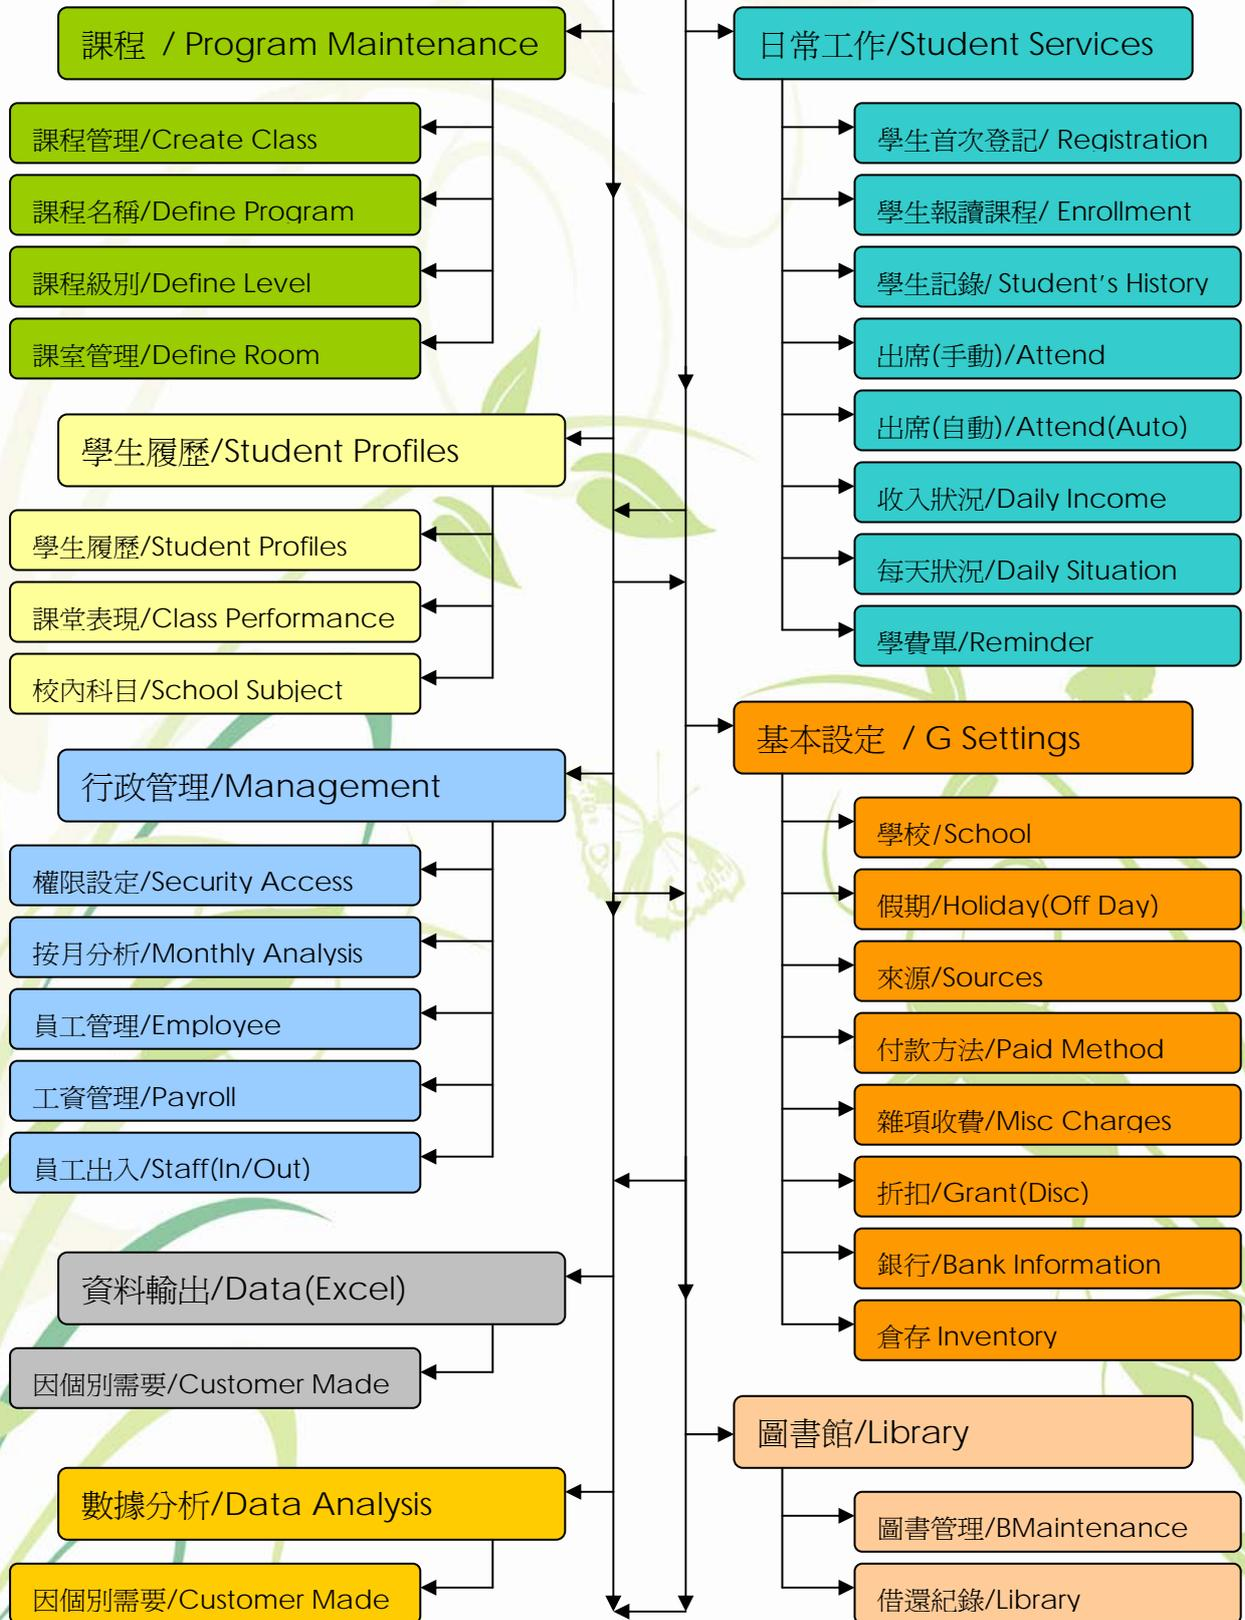 課程 / Program Maintenance
課程管理/Create Class
課程名稱/Define Program
課程級別/Define Level
課室管理/Define Room
學生履歷/Student Profiles
學生履歷/Student Profiles
課堂表現/Class Performance
校內科目/School Subject
行政管理/Management
權限設定/Security Access
按月分析/Monthly Analysis
員工管理/Employee
工資管理/Payroll
員工出入/Staff(In/Out)
資料輸出/Data(Excel)
因個別需要/Customer Made
數據分析/Data Analysis
因個別需要/Customer Made
日常工作/Student Services
學生首次登記/ Registration
學生報讀課程/ Enrollment
學生記錄/ Student's History
出席(手動)/Attend
出席(自動)/Attend(Auto)
收入狀況/Daily Income
每天狀況/Daily Situation
學費單/Reminder
基本設定 / G Settings
學校/School
假期/Holiday(Off Day)
來源/Sources
付款方法/Paid Method
雜項收費/Misc Charges
折扣/Grant(Disc)
銀行/Bank Information
倉存 Inventory
圖書館/Library
圖書管理/BMaintenance
借還紀錄/Library